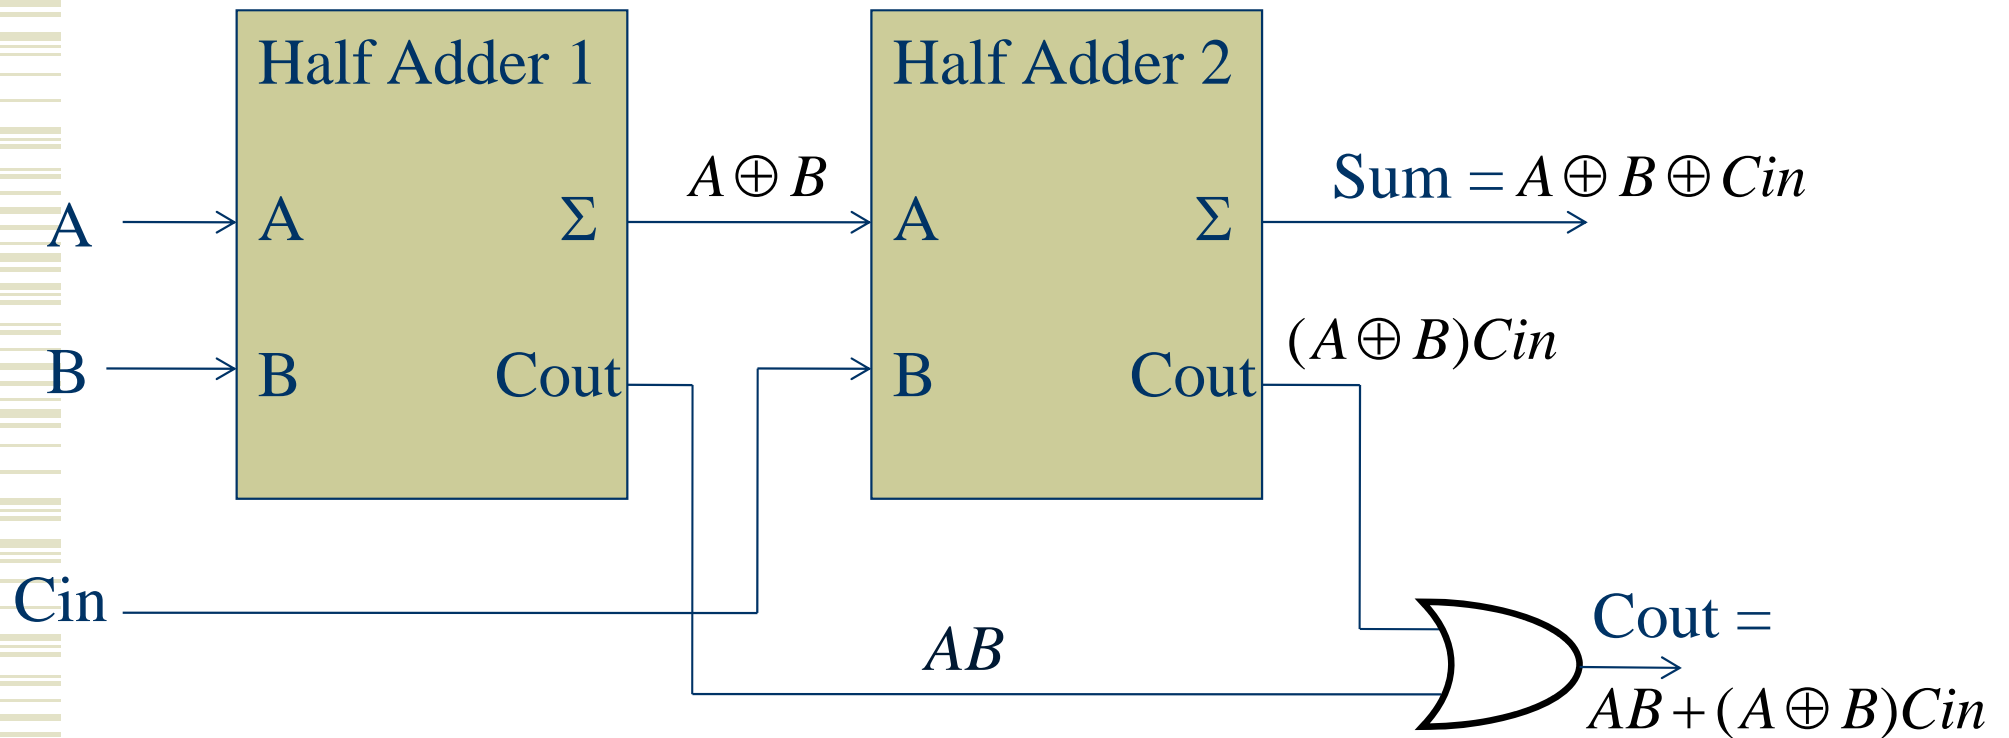 Half Adder 1
Half Adder 2
A ⊕ B
Sum = A ⊕ B ⊕ Cin
A
A
Σ
A
Σ
(A ⊕ B)Cin
B
B
Cout
B
Cout
Cin
AB
Cout =
AB + (A ⊕ B)Cin